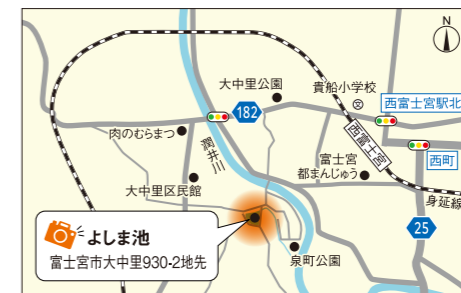 N
大中里公園
貴船小学校
西富士宮駅北
182
肉のむらまつ
潤井川
西富士宮
富士宮
都まんじゅう
西町
大中里区民館
身延線
25
よしま池
富士宮市大中里930-2地先
泉町公園